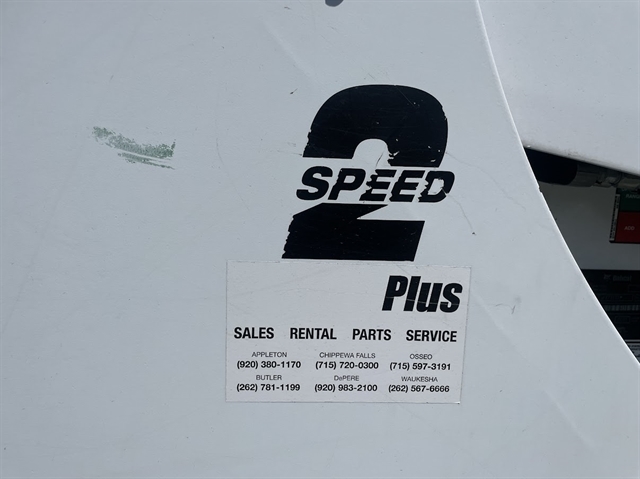 2
SPEED
Plus
SALES RENTAL PARTS SERVICE
APPLETON CHIPPEWA FALLS OSSEO
(920) 380-1170 (715) 720-0300 (715) 597-3191
BUTLER DePERE WAUKESHA
(262) 781-1199 (920) 983-2100 (262) 567-6666